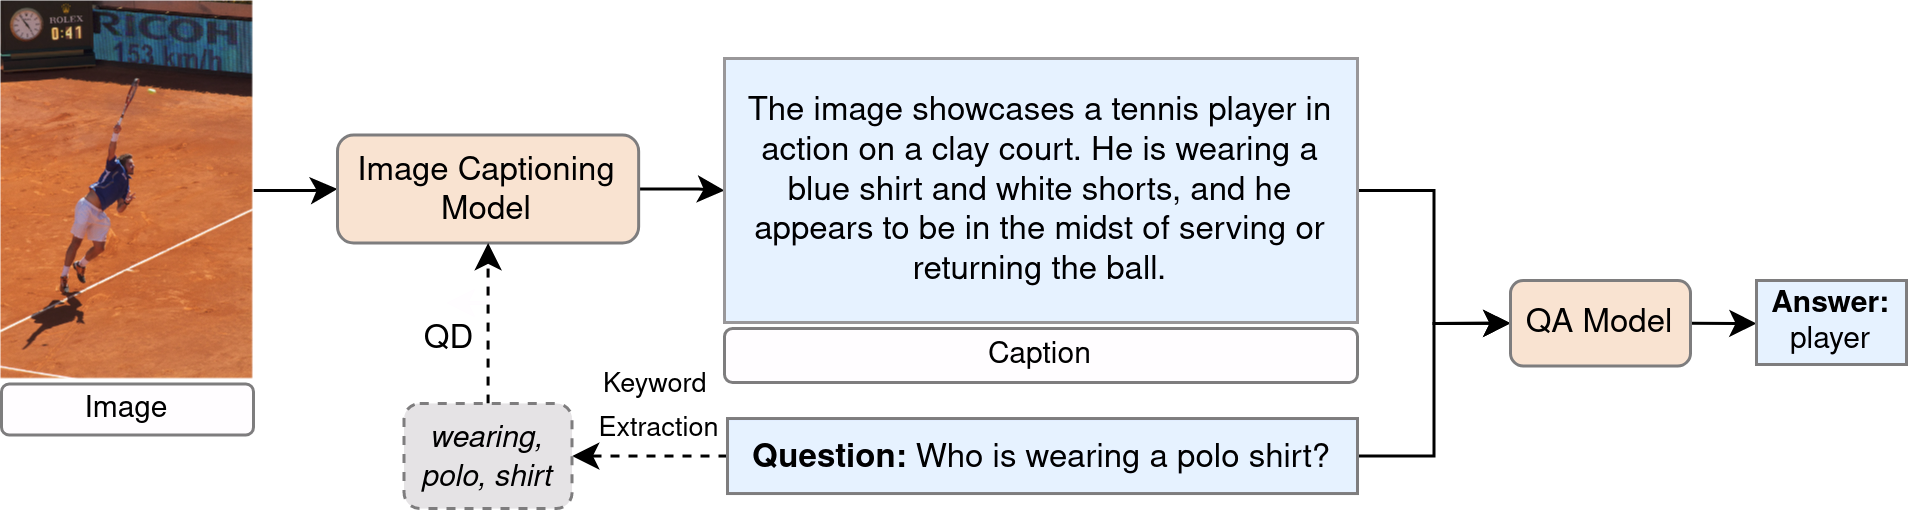 ROLEX
0:41
RICOH
153 km/h
Image
Image Captioning
Model
QD
wearing,
polo, shirt
Keyword
Extraction
The image showcases a tennis player in
action on a clay court. He is wearing a
blue shirt and white shorts, and he
appears to be in the midst of serving or
returning the ball.
Caption
Question: Who is wearing a polo shirt?
QA Model
Answer:
player